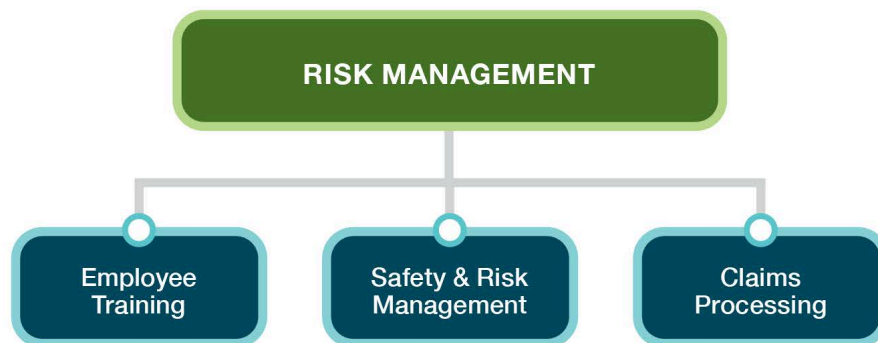 RISK MANAGEMENT
Employee
Training
Safety & Risk
Management
Claims
Processing